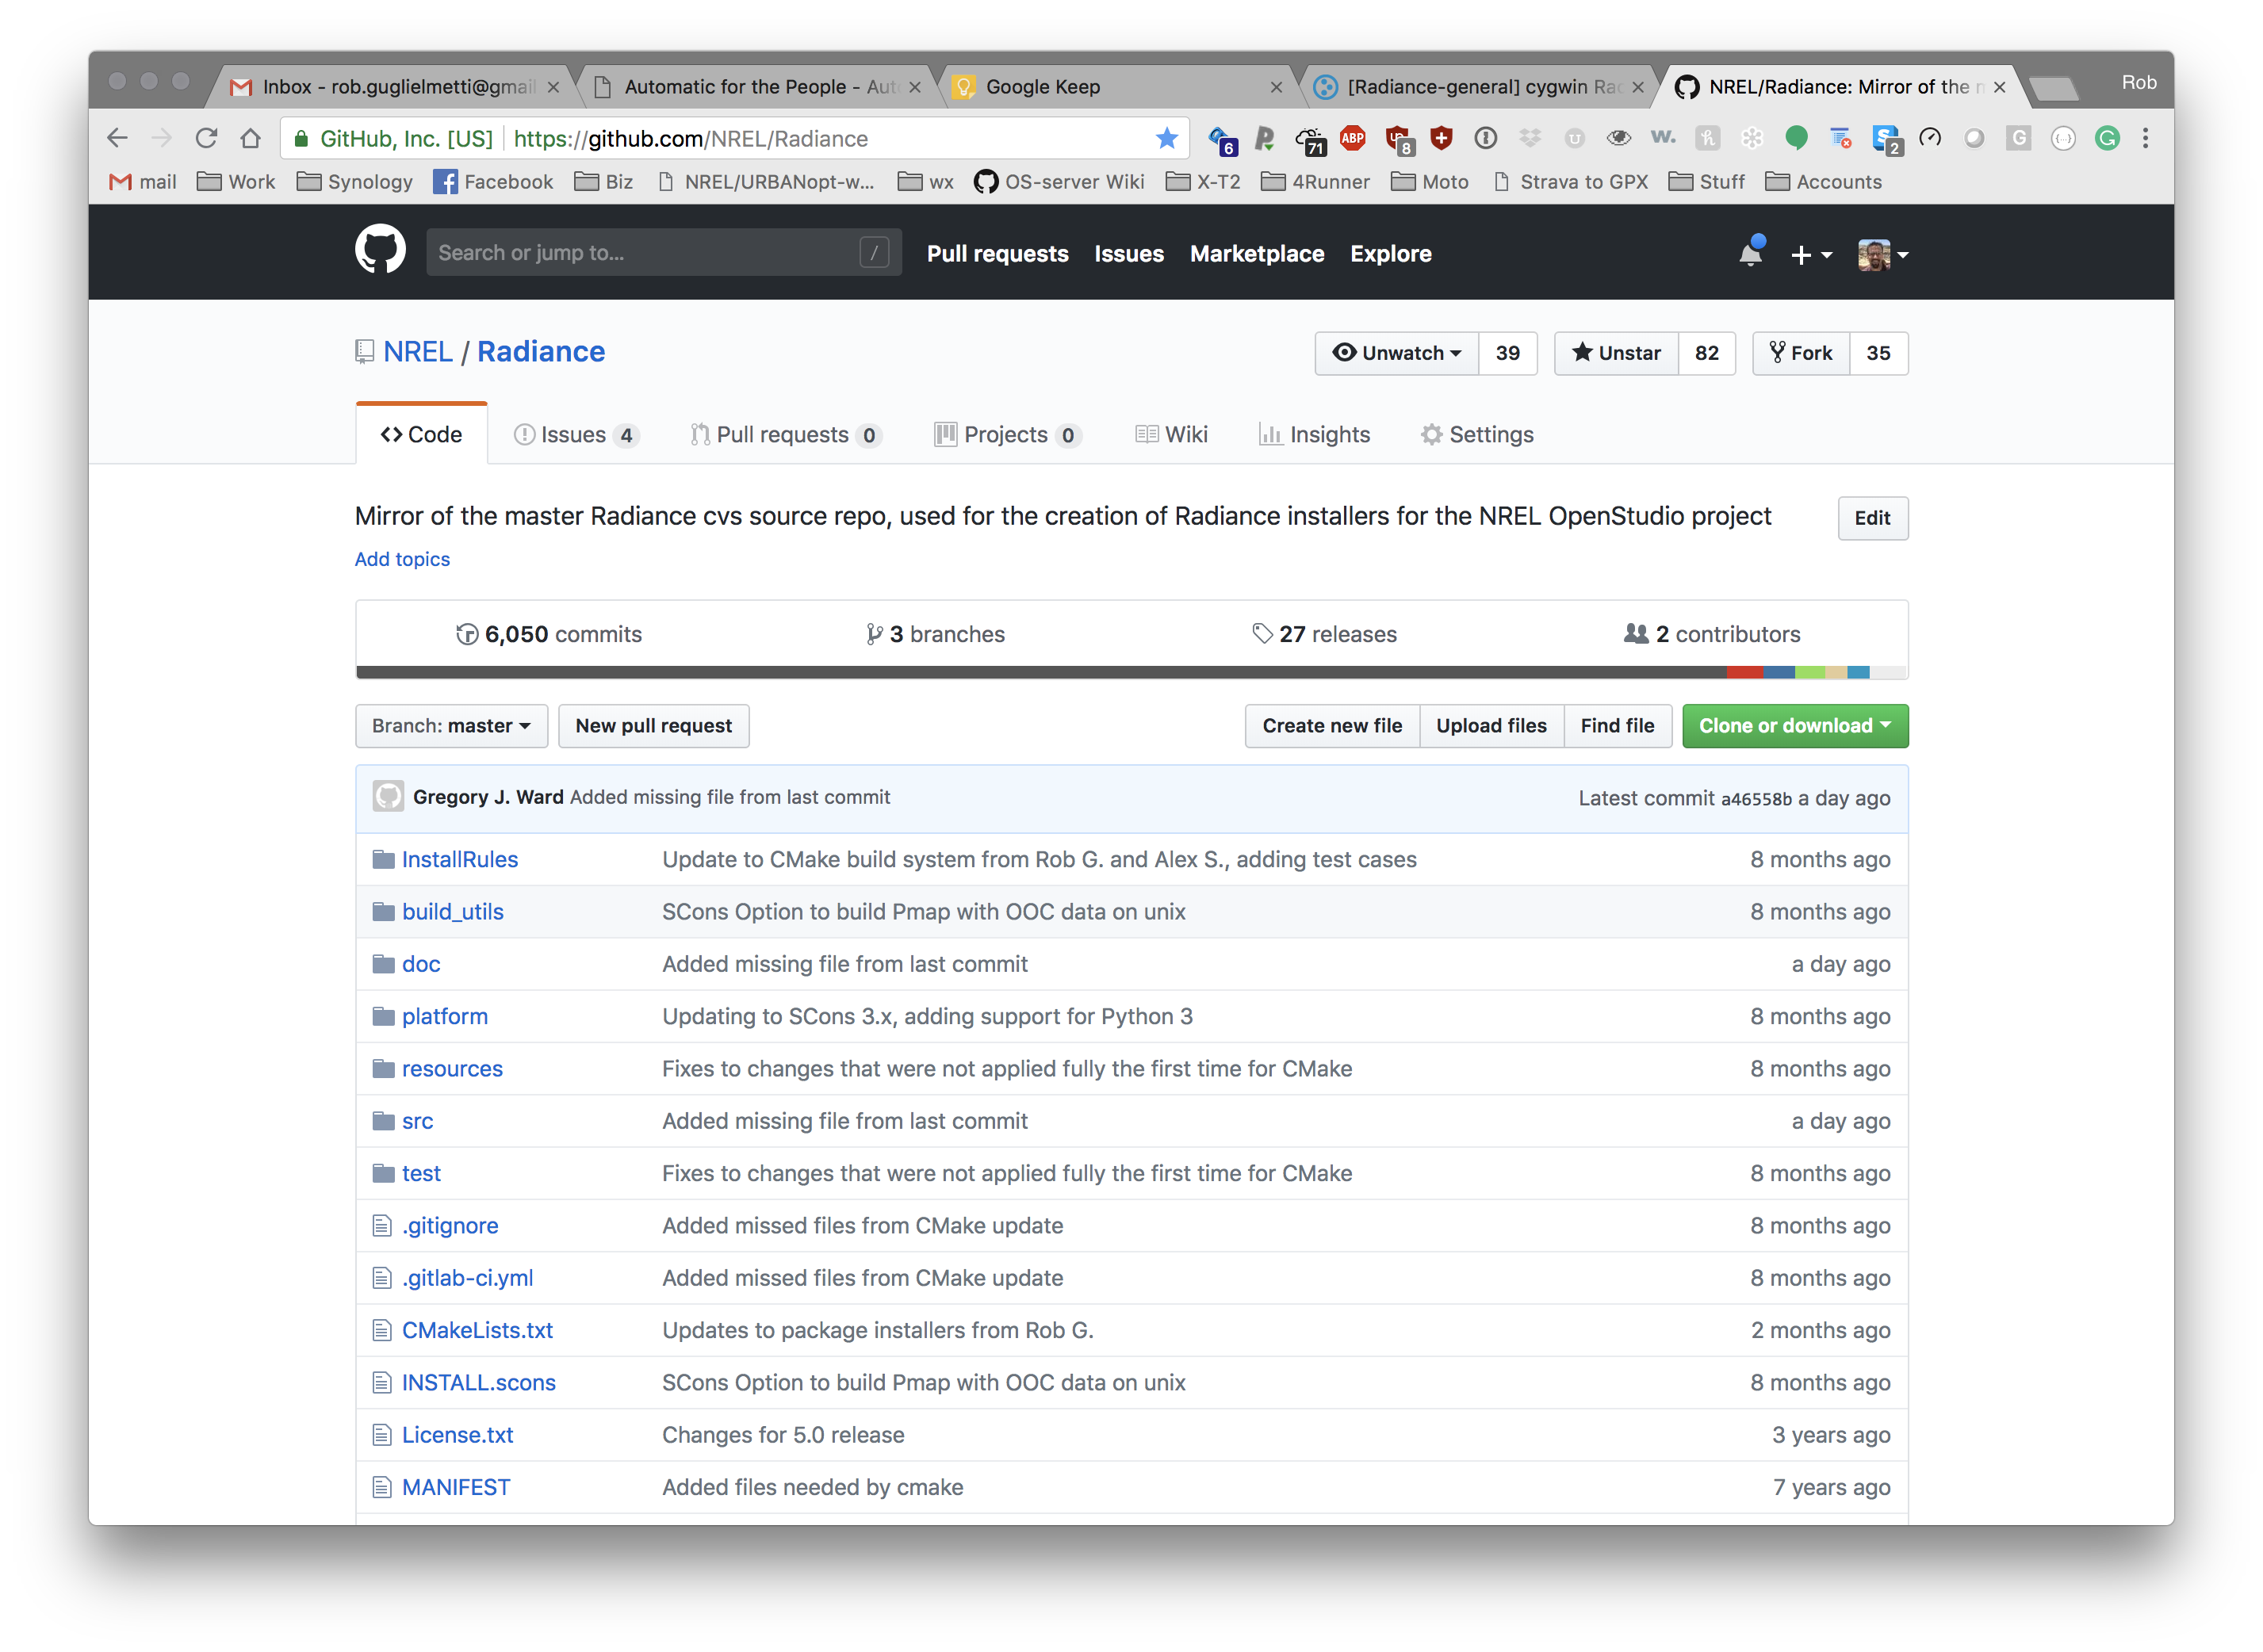 Inbox - rob.guglielmetti@gmail
Automatic for the People - Aut
Google Keep
[Radiance-general] cygwin Rad
NREL/Radiance: Mirror of the m
Rob
GitHub, Inc. [US] https://github.com/NREL/Radiance
6 71 ABP 8 w. 2 G
mail Work Synology Facebook Biz NREL/URBANopt-w... wx OS-server Wiki X-T2 4Runner Moto Strava to GPX Stuff Accounts
Search or jump to... /
Pull requests Issues Marketplace Explore
NREL / Radiance
Unwatch 39 Unstar 82 Fork 35
Code Issues 4 Pull requests 0 Projects 0 Wiki Insights Settings
Mirror of the master Radiance cvs source repo, used for the creation of Radiance installers for the NREL OpenStudio project
Edit
Add topics
6,050 commits 3 branches 27 releases 2 contributors
Branch: master New pull request Create new file Upload files Find file Clone or download
Gregory J. Ward Added missing file from last commit Latest commit a46558b a day ago
InstallRules Update to CMake build system from Rob G. and Alex S., adding test cases 8 months ago
build_utils SCons Option to build Pmap with OOC data on unix 8 months ago
doc Added missing file from last commit a day ago
platform Updating to SCons 3.x, adding support for Python 3 8 months ago
resources Fixes to changes that were not applied fully the first time for CMake 8 months ago
src Added missing file from last commit a day ago
test Fixes to changes that were not applied fully the first time for CMake 8 months ago
.gitignore Added missed files from CMake update 8 months ago
.gitlab-ci.yml Added missed files from CMake update 8 months ago
CMakeLists.txt Updates to package installers from Rob G. 2 months ago
INSTALL.scons SCons Option to build Pmap with OOC data on unix 8 months ago
License.txt Changes for 5.0 release 3 years ago
MANIFEST Added files needed by cmake 7 years ago